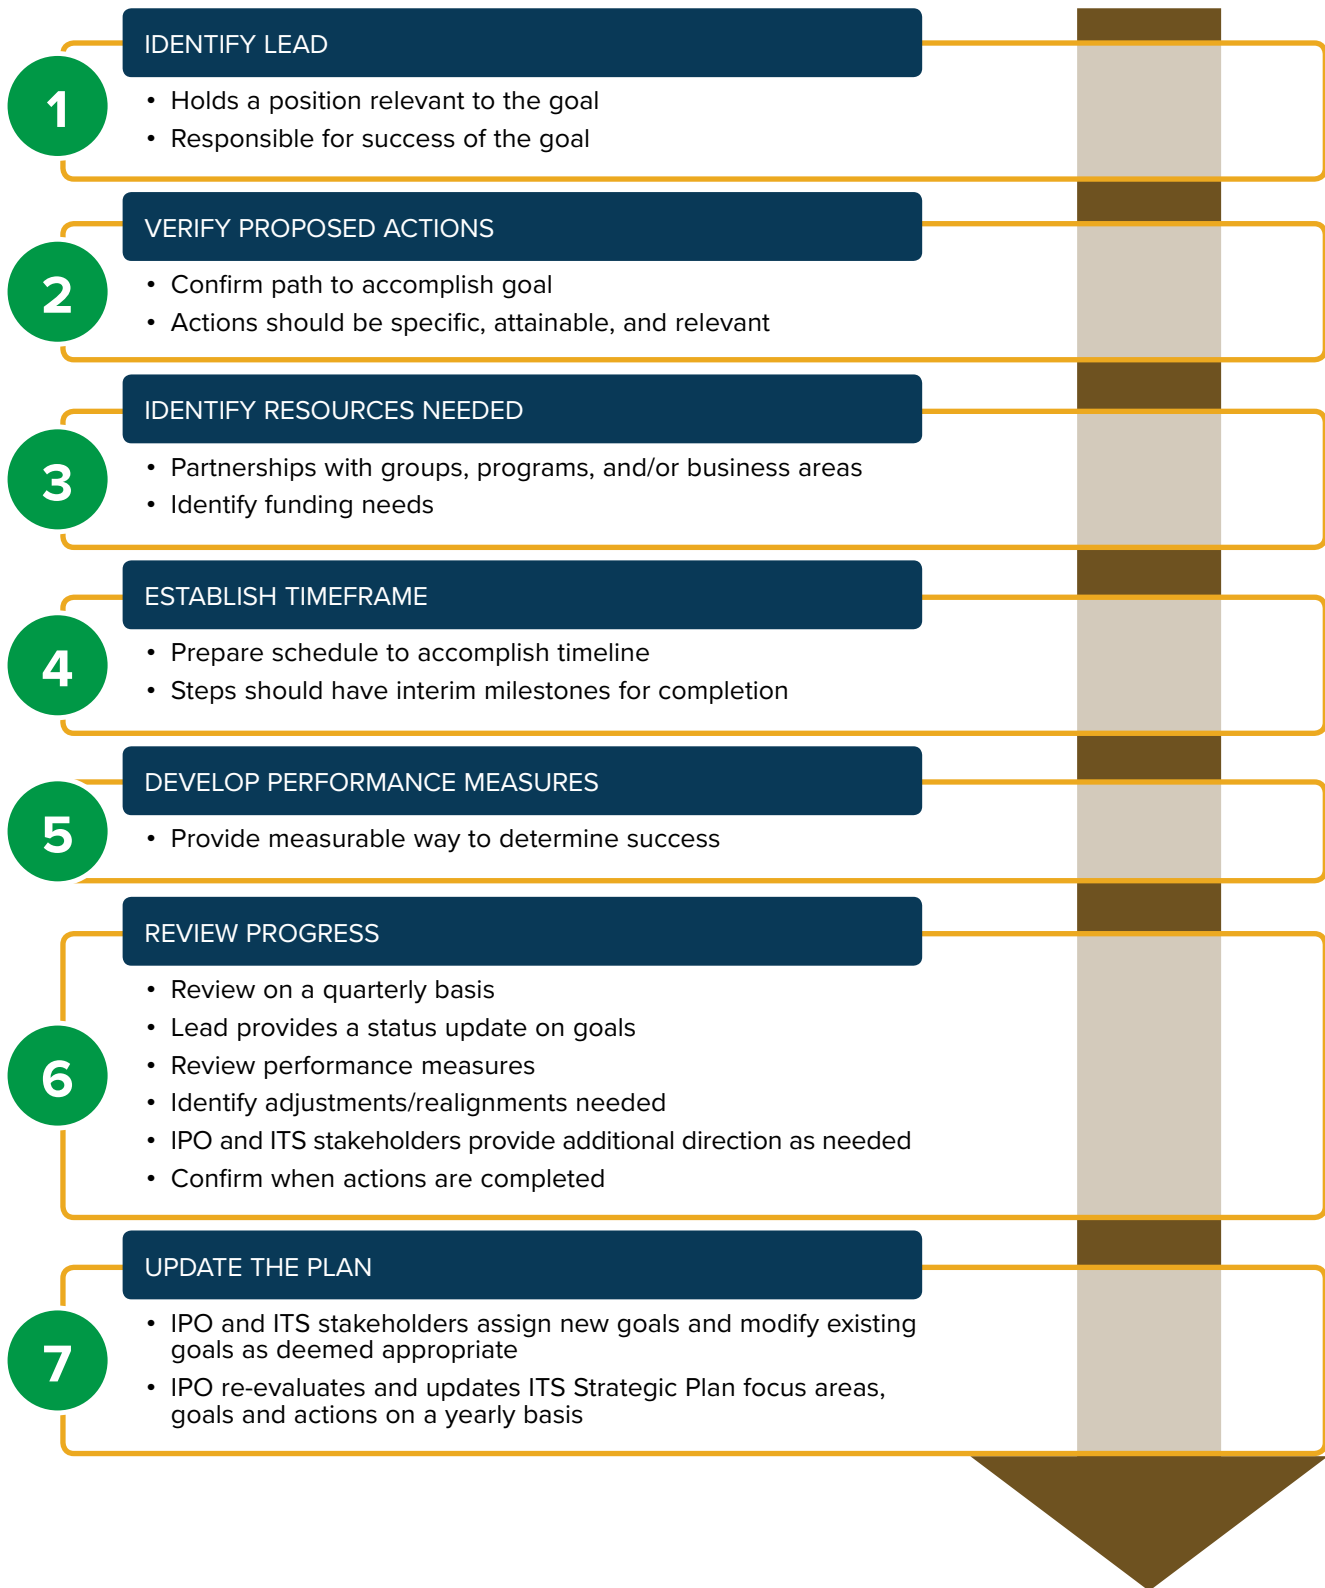 IDENTIFY LEAD
1
• Holds a position relevant to the goal
• Responsible for success of the goal
VERIFY PROPOSED ACTIONS
2
• Confirm path to accomplish goal
• Actions should be specific, attainable, and relevant
IDENTIFY RESOURCES NEEDED
3
• Partnerships with groups, programs, and/or business areas
• Identify funding needs
ESTABLISH TIMEFRAME
4
• Prepare schedule to accomplish timeline
• Steps should have interim milestones for completion
DEVELOP PERFORMANCE MEASURES
5
• Provide measurable way to determine success
REVIEW PROGRESS
6
• Review on a quarterly basis
• Lead provides a status update on goals
• Review performance measures
• Identify adjustments/realignments needed
• IPO and ITS stakeholders provide additional direction as needed
• Confirm when actions are completed
UPDATE THE PLAN
7
• IPO and ITS stakeholders assign new goals and modify existing
goals as deemed appropriate
• IPO re-evaluates and updates ITS Strategic Plan focus areas,
goals and actions on a yearly basis